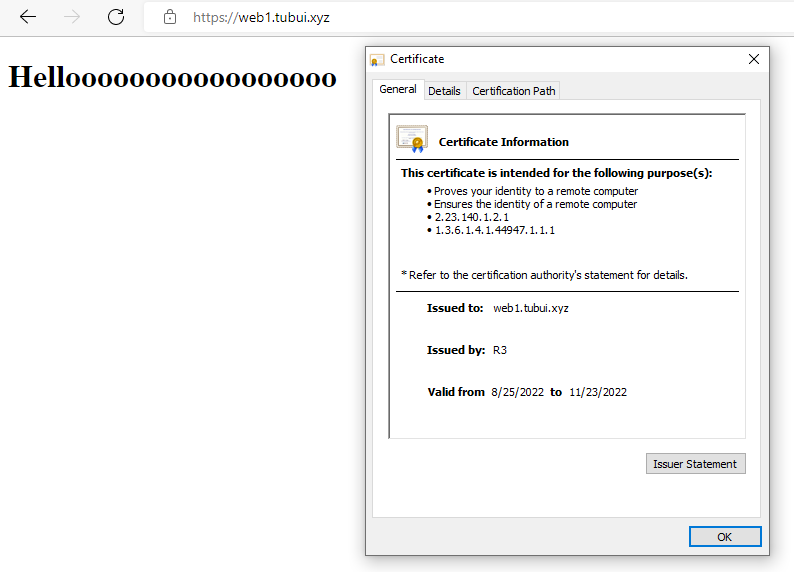 https://web1.tubui.xyz
Hellooooooooooooooooo
Certificate
General Details Certification Path
Certificate Information
This certificate is intended for the following purpose(s):
• Proves your identity to a remote computer
• Ensures the identity of a remote computer
• 2.23.140.1.2.1
• 1.3.6.1.4.1.44947.1.1.1
* Refer to the certification authority's statement for details.
Issued to: web1.tubui.xyz
Issued by: R3
Valid from 8/25/2022 to 11/23/2022
Issuer Statement
OK